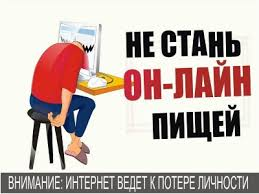 НЕ СТАНЬ
ОН-ЛАЙН
ПИЩЕЙ
ВНИМАНИЕ: ИНТЕРНЕТ ВЕДЕТ К ПОТЕРЕ ЛИЧНОСТИ